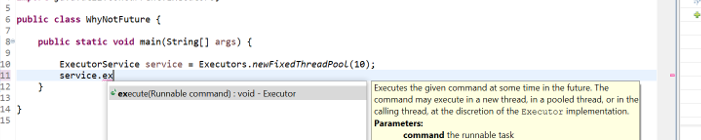 5
6 public class WhyNotFuture {
7
8 public static void main(String[] args) {
9
10 ExecutorService service = Executors.newFixedThreadPool(10);
11 service.ex
12 }
13
14 }
15
execute(Runnable command) : void - Executor
Executes the given command at some time in the future. The
command may execute in a new thread, in a pooled thread, or in the
calling thread, at the discretion of the Executor implementation.
Parameters:
command the runnable task